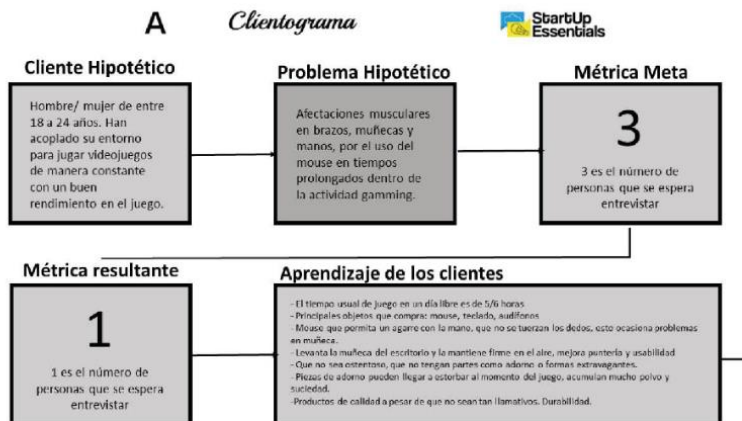 A
Clientograma
StartUp
Essentials
Cliente Hipotético
Hombre/ mujer de entre
18 a 24 años. Han
acoplado su entorno
para jugar videojuegos
de manera constante
con un buen
rendimiento en el juego.
Problema Hipotético
Afectaciones musculares
en brazos, muñecas y
manos, por el uso del
mouse en tiempos
prolongados dentro de
la actividad gamming.
Métrica Meta
3
3 es el número de
personas que se espera
entrevistar
Métrica resultante
1
1 es el número de
personas que se espera
entrevistar
Aprendizaje de los clientes
- El tiempo usual de juego en un día libre es de 5/6 horas
- Principales objetos que compra: mouse, teclado, audífonos
- Mouse que permita un agarre con la mano, que no se tuerzan los dedos, esto ocasiona problemas
en muñeca.
- Levanta la muñeca del escritorio y la mantiene firme en el aire, mejora puntería y usabilidad
- Que no sea ostentoso, que no tengan partes como adorno o formas extravagantes.
- Piezas de adorno pueden llegar a estorbar al momento del juego, acumulan mucho polvo y
suciedad.
-Productos de calidad a pesar de que no sean tan llamativos. Durabilidad.